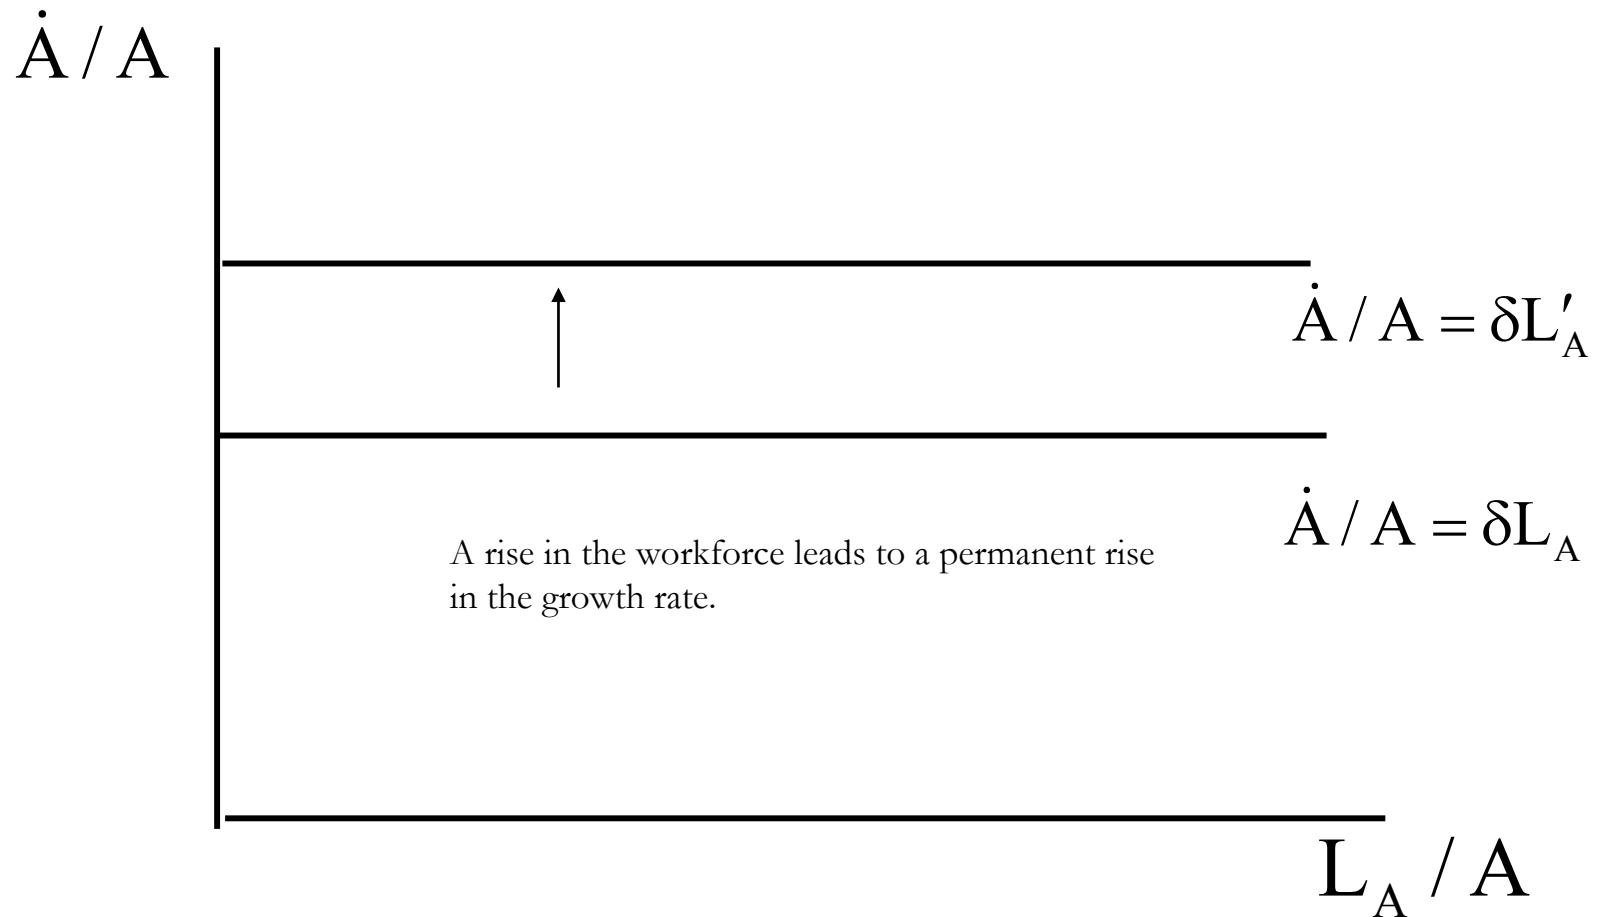 Ȧ / A
Ȧ / A = δL′_A
Ȧ / A = δL_A
A rise in the workforce leads to a permanent rise
in the growth rate.
L_A / A